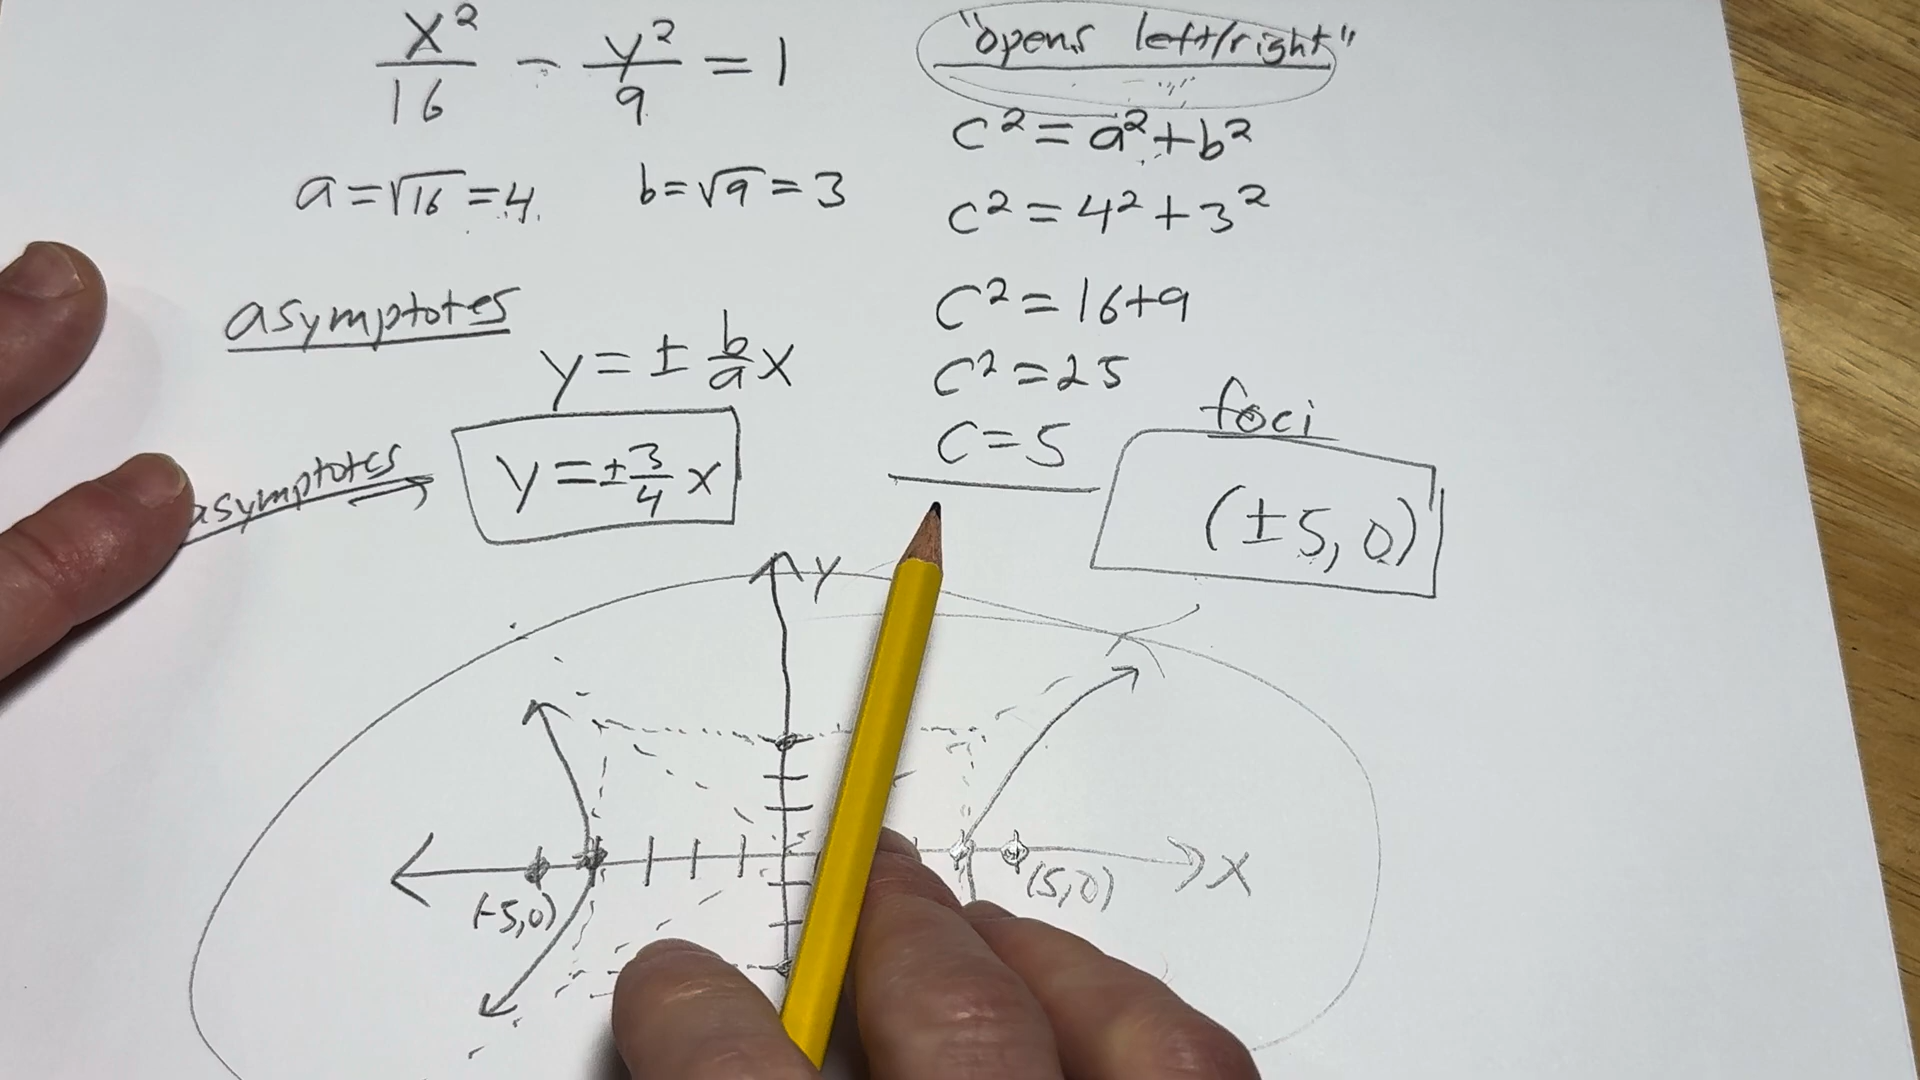 x²/16 - y²/9 = 1
"opens left/right"
a = √16 = 4
b = √9 = 3
c² = a² + b²
c² = 4² + 3²
c² = 16 + 9
c² = 25
c = 5
asymptotes
y = ± b/a x
asymptotes → y = ± 3/4 x
foci
(±5, 0)
y
x
(-5,0)
(5,0)